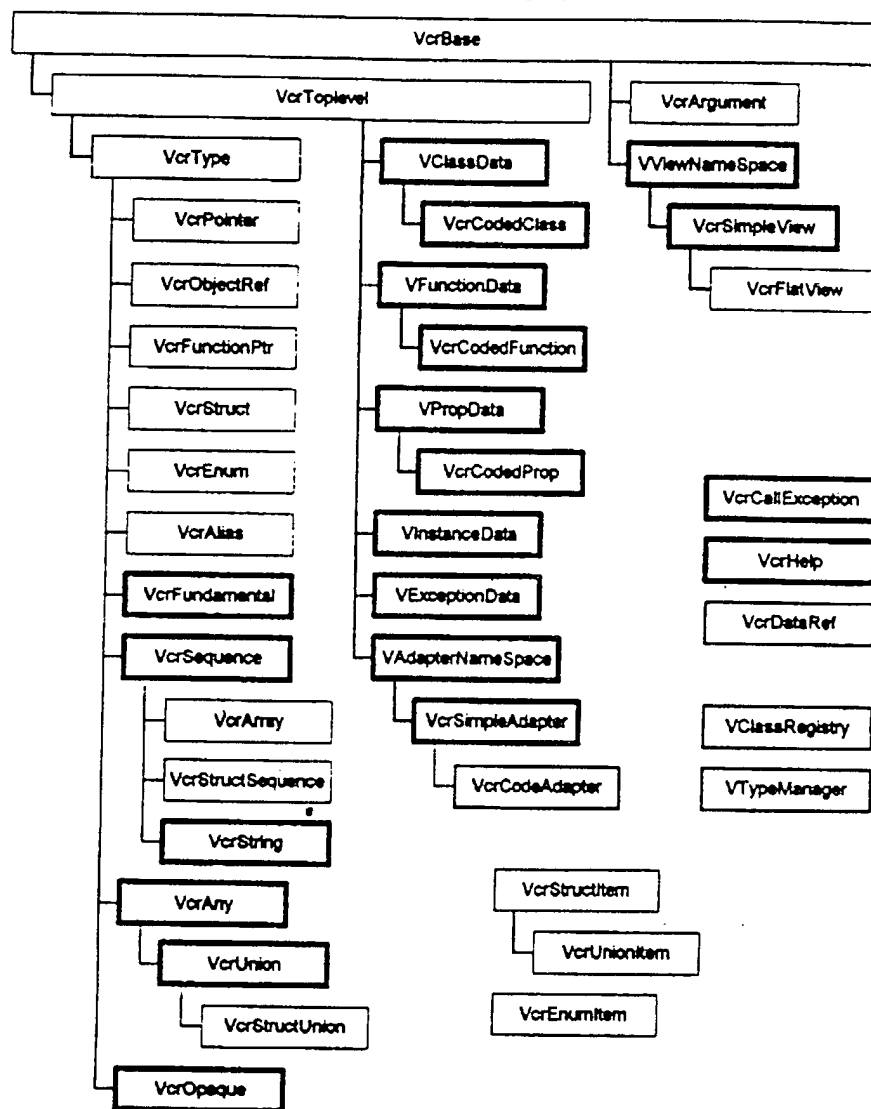 VcrBase
VcrToplevel
VcrArgument
VcrType
VClassData
VViewNameSpace
VcrPointer
VcrCodedClass
VcrSimpleView
VcrObjectRef
VFunctionData
VcrFlatView
VcrFunctionPtr
VcrCodedFunction
VcrStruct
VPropData
VcrEnum
VcrCodedProp
VcrCallException
VcrAlias
VInstanceData
VcrHelp
VcrFundamental
VExceptionData
VcrDataRef
VcrSequence
VAdapterNameSpace
VcrArray
VcrSimpleAdapter
VClassRegistry
VcrStructSequence
VcrCodeAdapter
VTypeManager
VcrString
VcrAny
VcrStructItem
VcrUnion
VcrUnionItem
VcrStructUnion
VcrEnumItem
VcrOpaque